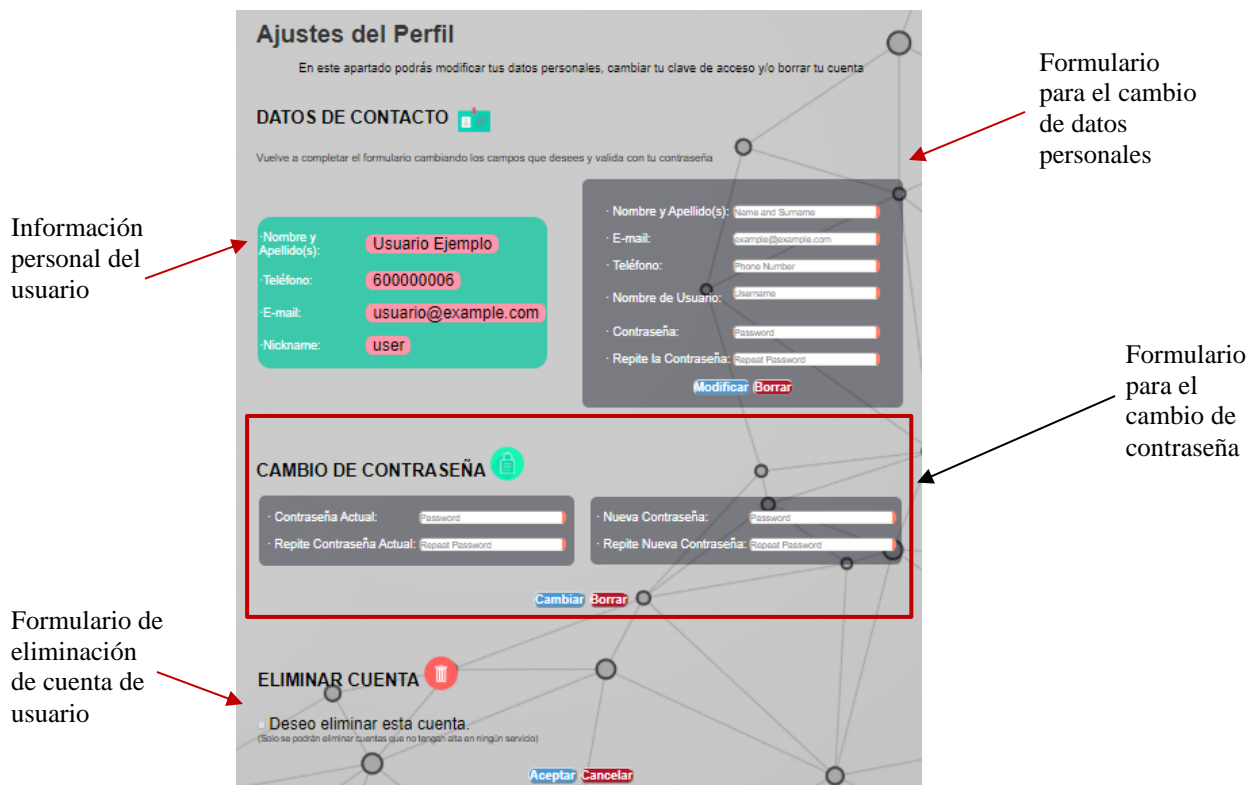 Ajustes del Perfil
En este apartado podrás modificar tus datos personales, cambiar tu clave de acceso y/o borrar tu cuenta
DATOS DE CONTACTO
Vuelve a completar el formulario cambiando los campos que desees y valida con tu contraseña
Formulario
para el cambio
de datos
personales
Información
personal del
usuario
·Nombre y
Apellido(s):
Usuario Ejemplo
·Teléfono:
600000006
·E-mail:
usuario@example.com
·Nickname:
user
· Nombre y Apellido(s): Name and Surname
· E-mail: example@example.com
· Teléfono: Phone Number
· Nombre de Usuario: Username
· Contraseña: Password
· Repite la Contraseña: Repeat Password
Modificar Borrar
Formulario
para el
cambio de
contraseña
CAMBIO DE CONTRASEÑA
· Contraseña Actual: Password
· Repite Contraseña Actual: Repeat Password
· Nueva Contraseña: Password
· Repite Nueva Contraseña: Repeat Password
Cambiar Borrar
Formulario de
eliminación
de cuenta de
usuario
ELIMINAR CUENTA
Deseo eliminar esta cuenta.
(Solo se podrán eliminar cuentas que no tengan alta en ningún servicio)
Aceptar Cancelar